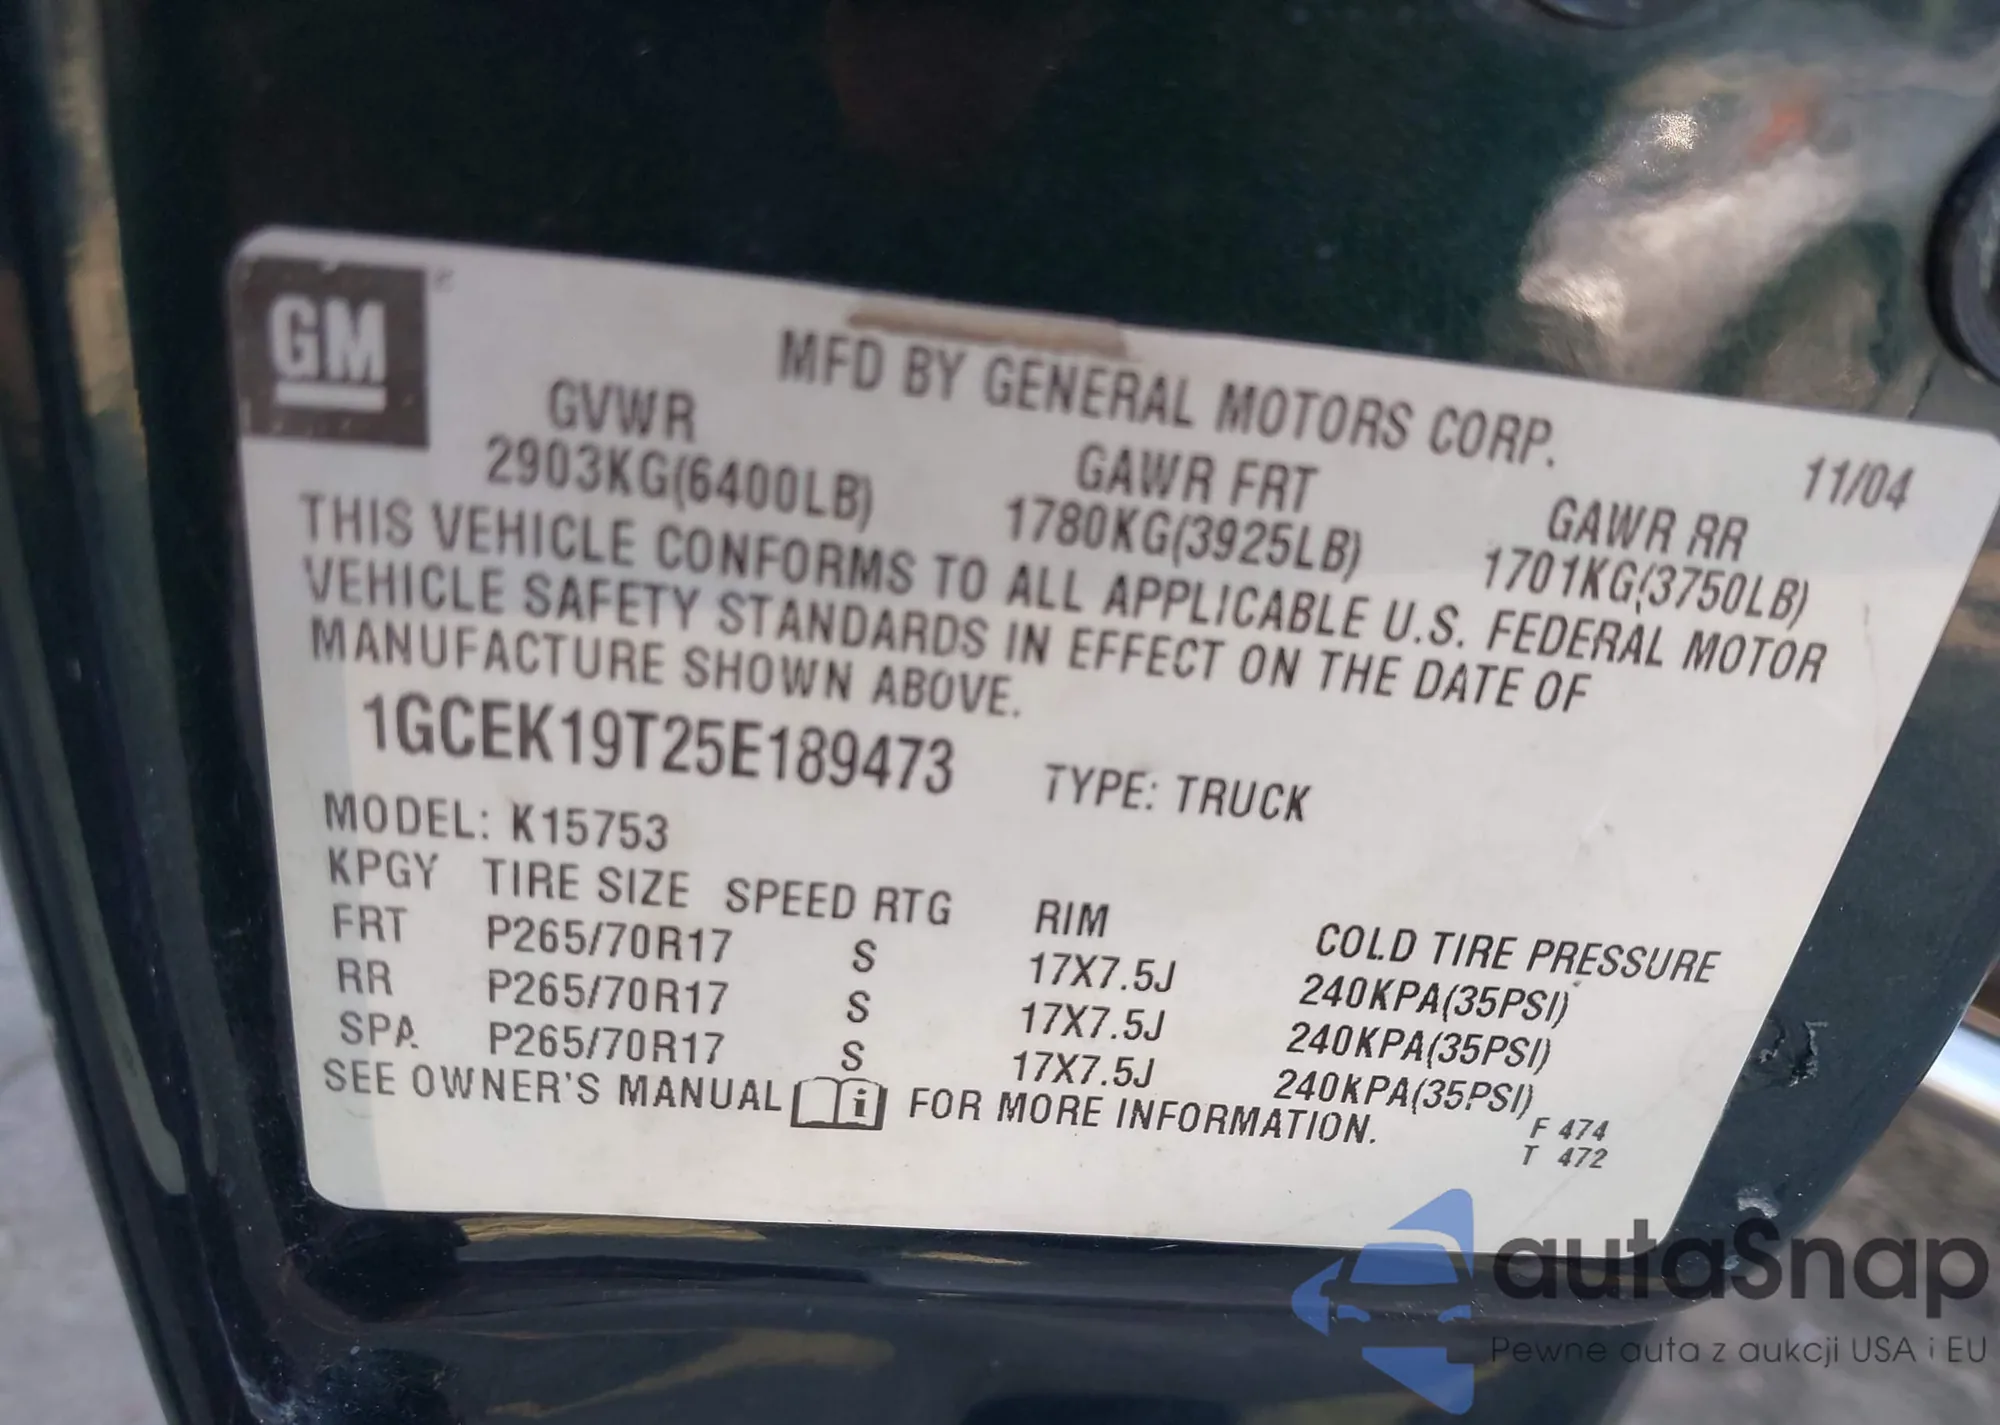 GM
MFD BY GENERAL MOTORS CORP.
11/04
GVWR
GAWR FRT
GAWR RR
2903KG(6400LB)
1780KG(3925LB)
1701KG(3750LB)
THIS VEHICLE CONFORMS TO ALL APPLICABLE U.S. FEDERAL MOTOR
VEHICLE SAFETY STANDARDS IN EFFECT ON THE DATE OF
MANUFACTURE SHOWN ABOVE.
1GCEK19T25E189473
TYPE: TRUCK
MODEL: K15753
KPGY TIRE SIZE SPEED RTG RIM COLD TIRE PRESSURE
FRT P265/70R17 S 17X7.5J 240KPA(35PSI)
RR P265/70R17 S 17X7.5J 240KPA(35PSI)
SPA P265/70R17 S 17X7.5J 240KPA(35PSI)
SEE OWNER'S MANUAL i FOR MORE INFORMATION.
F 474
T 472
autaSnap
Pewne auta z aukcji USA i EU